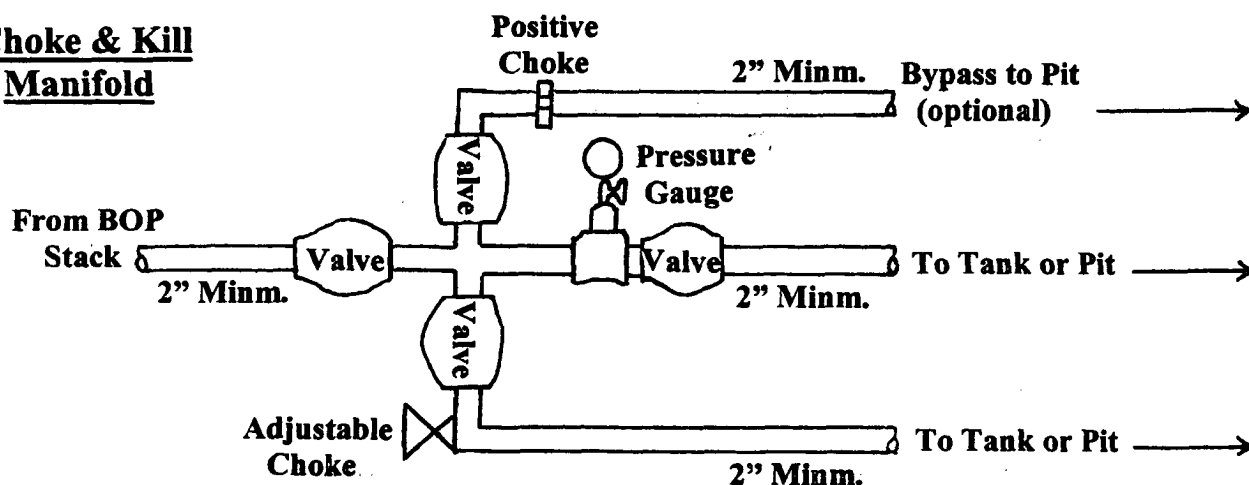 Choke & Kill
Manifold
Positive
Choke
2” Minm.
Bypass to Pit
(optional)
Valve
Pressure
Gauge
From BOP
Stack
Valve
Valve
To Tank or Pit
2” Minm.
2” Minm.
Valve
Adjustable
Choke
To Tank or Pit
2” Minm.